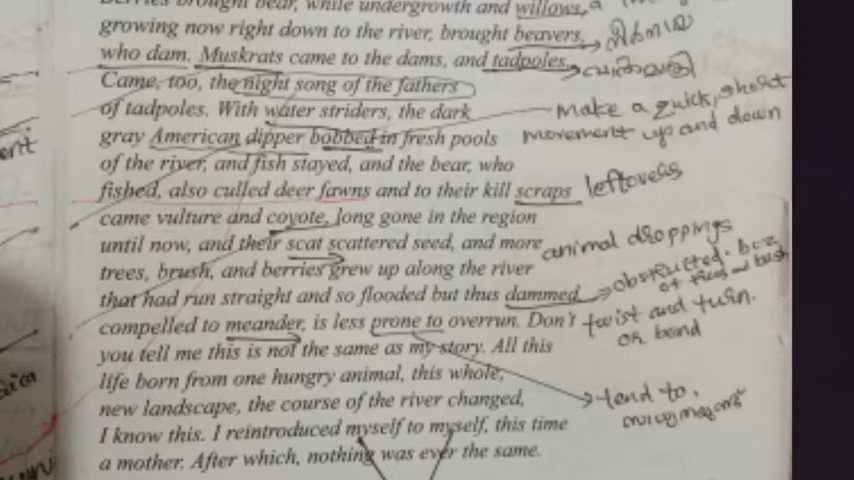 Berries brought bear, while undergrowth and willows, a
growing now right down to the river, brought beavers,
who dam. Muskrats came to the dams, and tadpoles.
Came, too, the night song of the fathers
of tadpoles. With water striders, the dark
Make a quick, short
gray American dipper bobbed in fresh pools
movement up and down
of the river, and fish stayed, and the bear, who
fished, also culled deer fawns and to their kill scraps
leftovers
came vulture and coyote, long gone in the region
until now, and their scat scattered seed, and more
animal droppings
trees, brush, and berries grew up along the river
that had run straight and so flooded but thus dammed
obstructed. bcz
of trees and bush
compelled to meander, is less prone to overrun. Don't
twist and turn.
or bend
you tell me this is not the same as my story. All this
life born from one hungry animal, this whole,
new landscape, the course of the river changed,
tend to,
I know this. I reintroduced myself to myself, this time
a mother. After which, nothing was ever the same.